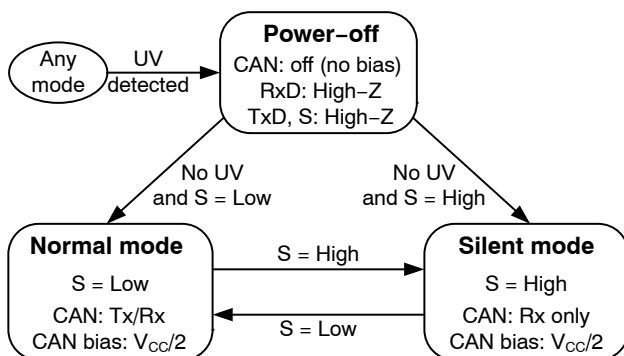 Power−off
Any
mode
UV
detected
CAN: off (no bias)
RxD: High−Z
TxD, S: High−Z
No UV
and S = Low
No UV
and S = High
Normal mode
S = Low
CAN: Tx/Rx
CAN bias: VCC/2
S = High
S = Low
Silent mode
S = High
CAN: Rx only
CAN bias: VCC/2